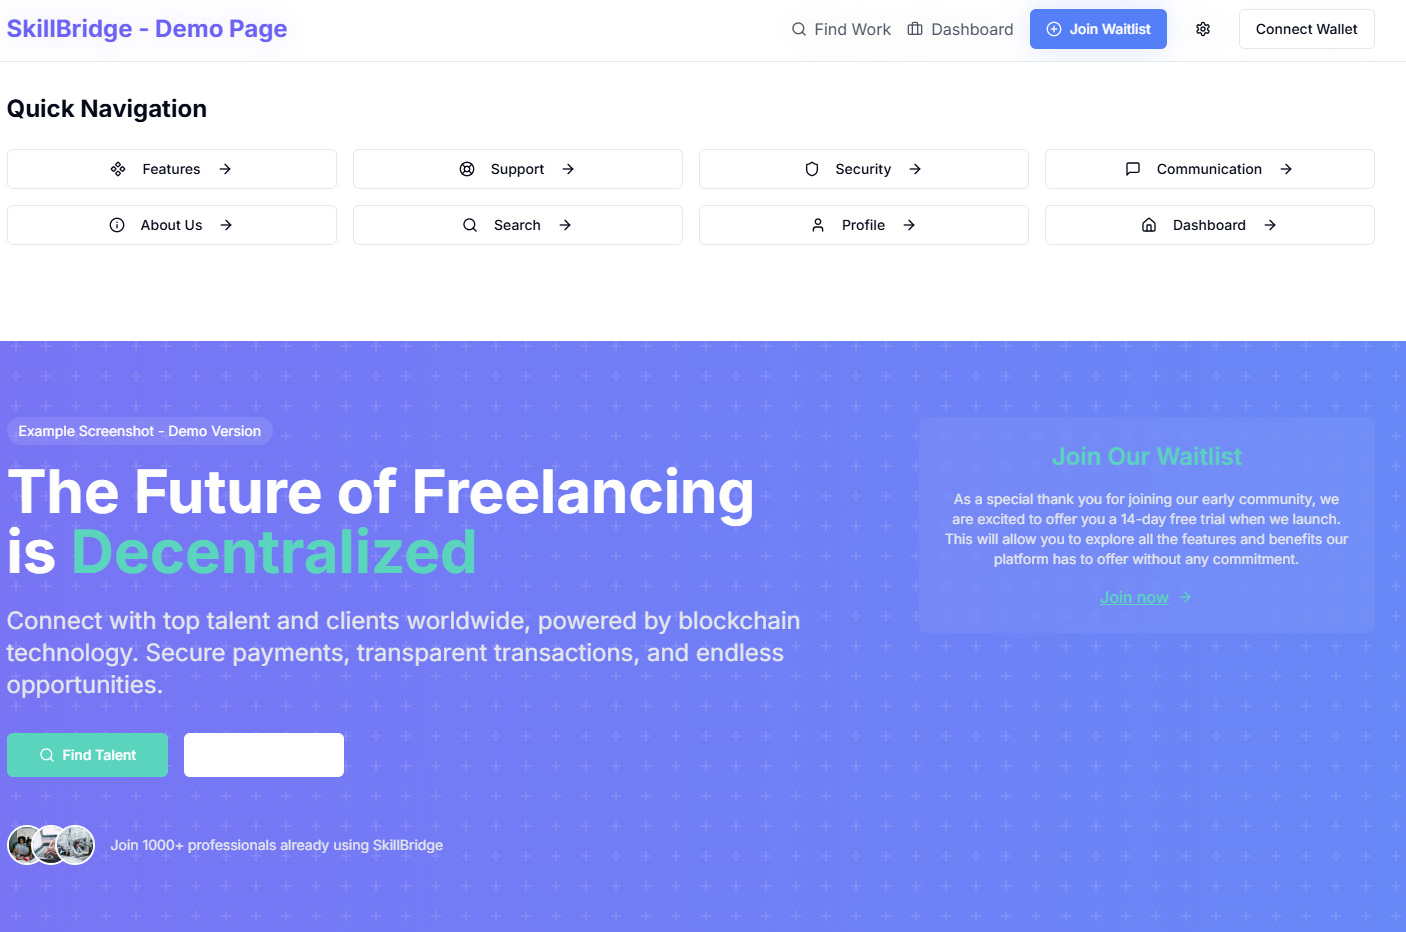 SkillBridge - Demo Page
Find Work
Dashboard
Join Waitlist
Connect Wallet
Quick Navigation
Features
Support
Security
Communication
About Us
Search
Profile
Dashboard
Example Screenshot - Demo Version
The Future of Freelancing
is Decentralized
Connect with top talent and clients worldwide, powered by blockchain
technology. Secure payments, transparent transactions, and endless
opportunities.
Find Talent
Join 1000+ professionals already using SkillBridge
Join Our Waitlist
As a special thank you for joining our early community, we
are excited to offer you a 14-day free trial when we launch.
This will allow you to explore all the features and benefits our
platform has to offer without any commitment.
Join now